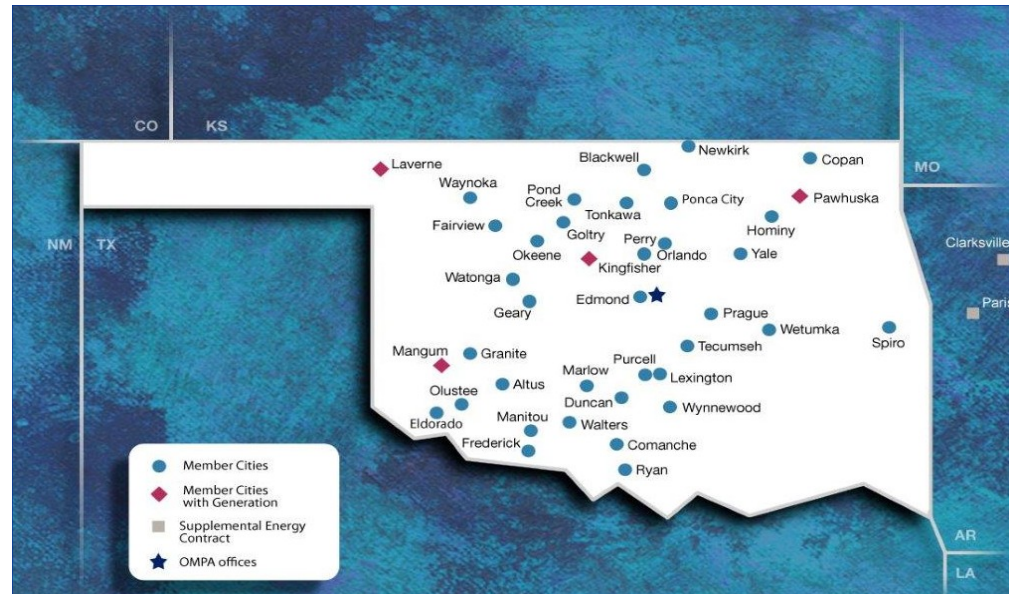 CO
KS
MO
NM
TX
AR
LA
Laverne
Blackwell
Newkirk
Copan
Waynoka
Pond
Creek
Tonkawa
Ponca City
Pawhuska
Fairview
Goltry
Hominy
Okeene
Perry
Orlando
Yale
Kingfisher
Clarksville
Watonga
Edmond
Geary
Prague
Paris
Wetumka
Spiro
Mangum
Granite
Tecumseh
Purcell
Marlow
Lexington
Altus
Olustee
Duncan
Wynnewood
Eldorado
Manitou
Walters
Frederick
Comanche
Ryan
Member Cities
Member Cities
with Generation
Supplemental Energy
Contract
OMPA offices